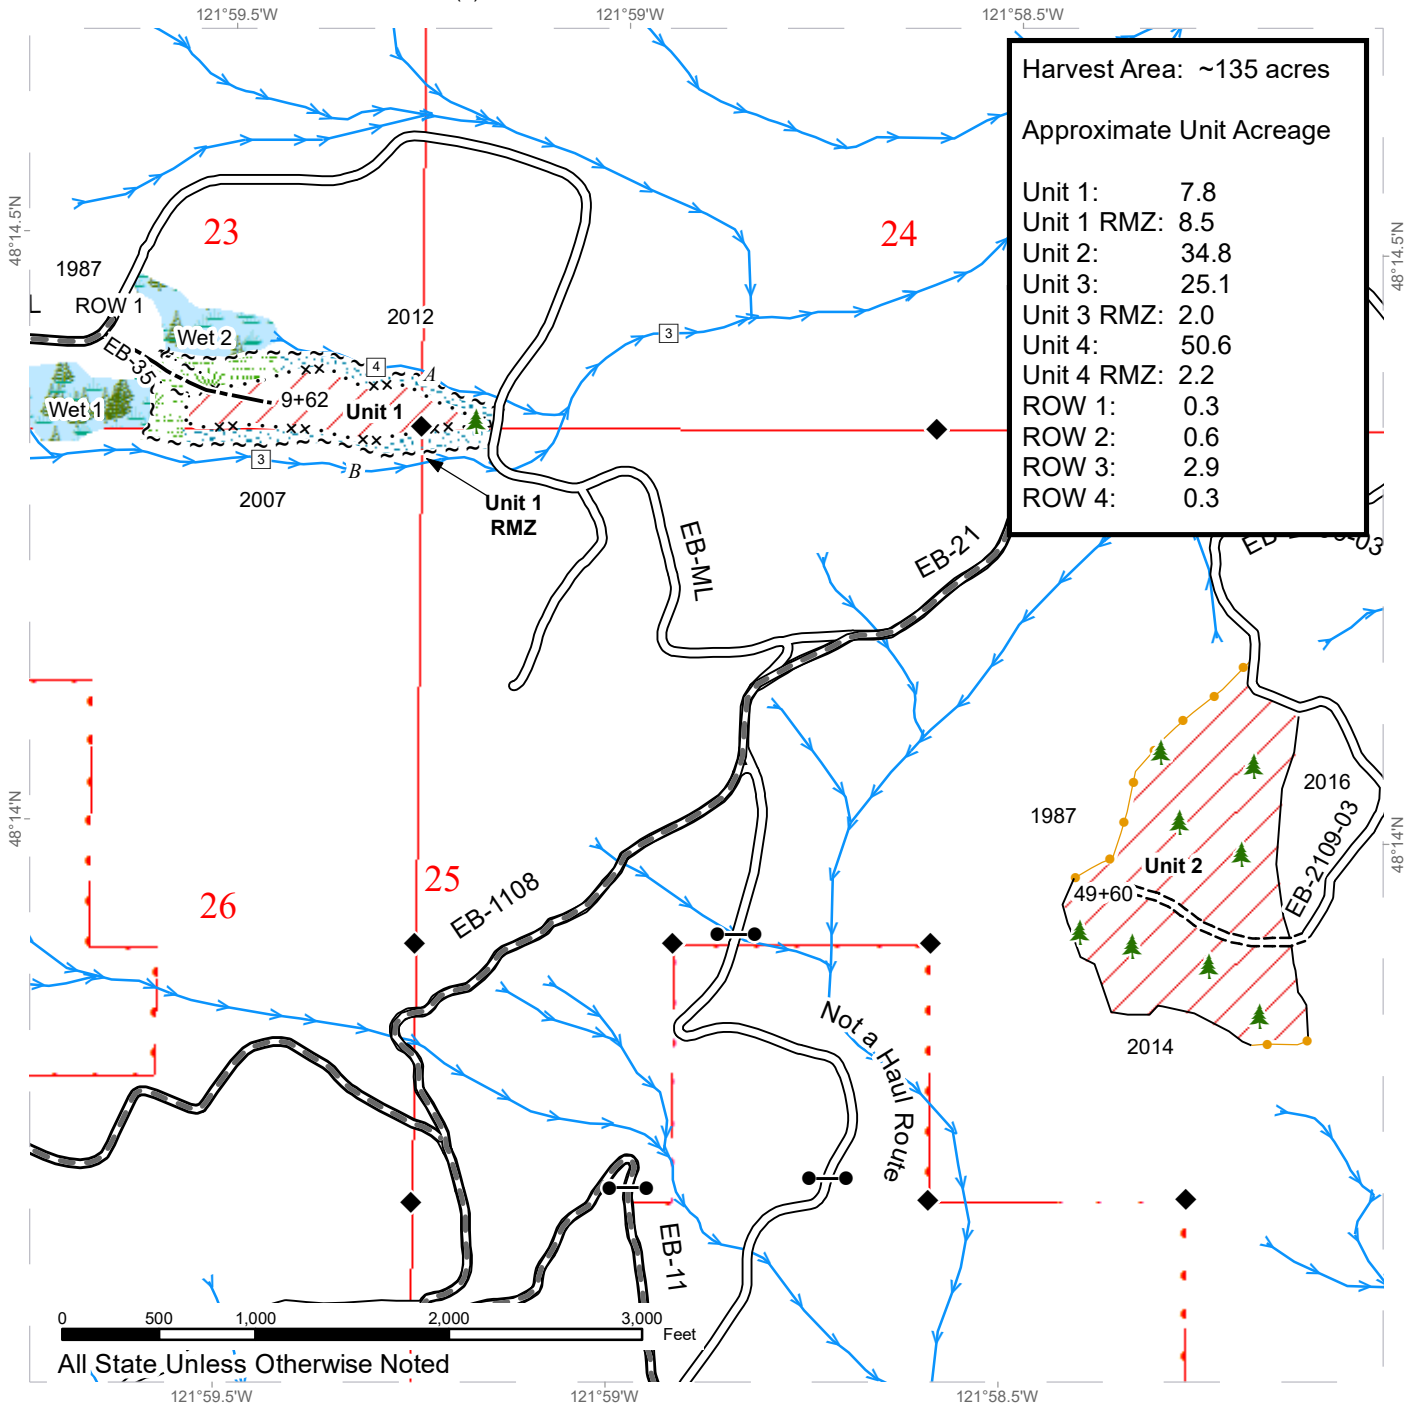 121°59.5'W
121°59'W
121°58.5'W
Harvest Area: ~135 acres
Approximate Unit Acreage
Unit 1: 7.8
Unit 1 RMZ: 8.5
Unit 2: 34.8
Unit 3: 25.1
Unit 3 RMZ: 2.0
Unit 4: 50.6
Unit 4 RMZ: 2.2
ROW 1: 0.3
ROW 2: 0.6
ROW 3: 2.9
ROW 4: 0.3
48°14.5'N
48°14.5'N
23
24
1987
L
ROW 1
2012
Wet 2
3
EB-35
4
A
9+62
Unit 1
Wet 1
3
B
2007
Unit 1
RMZ
EB-ML
EB-21
48°14'N
48°14'N
2016
1987
Unit 2
49+60
EB-2109-03
25
26
EB-1108
Not a Haul Route
2014
EB-11
0
500
1,000
2,000
3,000
Feet
All State Unless Otherwise Noted
121°59.5'W
121°59'W
121°58.5'W